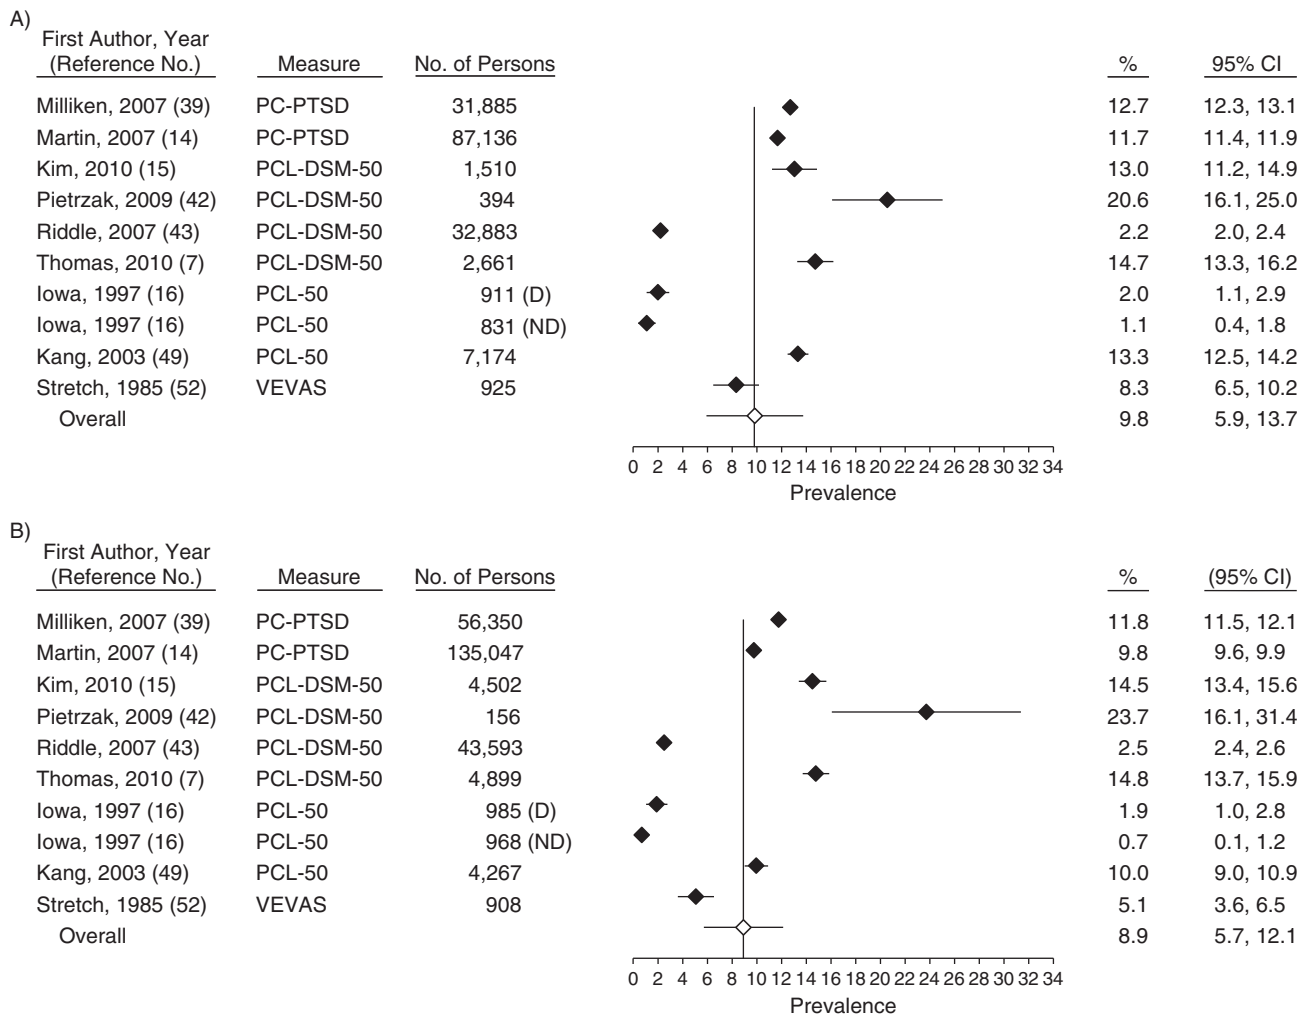 A)
First Author, Year
(Reference No.) Measure No. of Persons % 95% CI
Milliken, 2007 (39) PC-PTSD 31,885 12.7 12.3, 13.1
Martin, 2007 (14) PC-PTSD 87,136 11.7 11.4, 11.9
Kim, 2010 (15) PCL-DSM-50 1,510 13.0 11.2, 14.9
Pietrzak, 2009 (42) PCL-DSM-50 394 20.6 16.1, 25.0
Riddle, 2007 (43) PCL-DSM-50 32,883 2.2 2.0, 2.4
Thomas, 2010 (7) PCL-DSM-50 2,661 14.7 13.3, 16.2
Iowa, 1997 (16) PCL-50 911 (D) 2.0 1.1, 2.9
Iowa, 1997 (16) PCL-50 831 (ND) 1.1 0.4, 1.8
Kang, 2003 (49) PCL-50 7,174 13.3 12.5, 14.2
Stretch, 1985 (52) VEVAS 925 8.3 6.5, 10.2
Overall 9.8 5.9, 13.7
0 2 4 6 8 10 12 14 16 18 20 22 24 26 28 30 32 34
Prevalence
B)
First Author, Year
(Reference No.) Measure No. of Persons % (95% CI)
Milliken, 2007 (39) PC-PTSD 56,350 11.8 11.5, 12.1
Martin, 2007 (14) PC-PTSD 135,047 9.8 9.6, 9.9
Kim, 2010 (15) PCL-DSM-50 4,502 14.5 13.4, 15.6
Pietrzak, 2009 (42) PCL-DSM-50 156 23.7 16.1, 31.4
Riddle, 2007 (43) PCL-DSM-50 43,593 2.5 2.4, 2.6
Thomas, 2010 (7) PCL-DSM-50 4,899 14.8 13.7, 15.9
Iowa, 1997 (16) PCL-50 985 (D) 1.9 1.0, 2.8
Iowa, 1997 (16) PCL-50 968 (ND) 0.7 0.1, 1.2
Kang, 2003 (49) PCL-50 4,267 10.0 9.0, 10.9
Stretch, 1985 (52) VEVAS 908 5.1 3.6, 6.5
Overall 8.9 5.7, 12.1
0 2 4 6 8 10 12 14 16 18 20 22 24 26 28 30 32 34
Prevalence